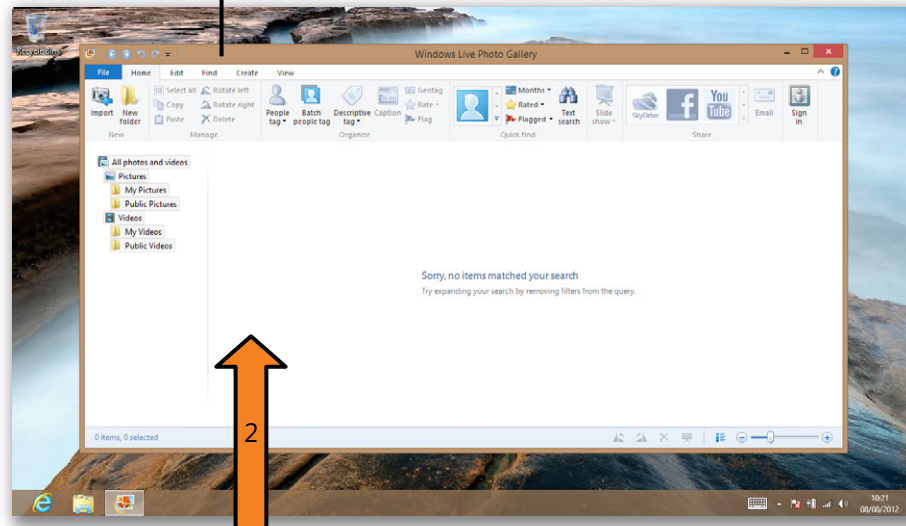 Recycle Bin
Windows Live Photo Gallery
File Home Edit Find Create View
Import
New folder
New
Select all
Copy
Paste
Rotate left
Rotate right
Delete
Manage
People tag
Batch people tag
Descriptive tag
Caption
Geotag
Rate
Flag
Organize
Months
Rated
Flagged
Text search
Quick find
Slide show
SkyDrive
f
You Tube
Share
Email
Sign in
All photos and videos
Pictures
My Pictures
Public Pictures
Videos
My Videos
Public Videos
Sorry, no items matched your search
Try expanding your search by removing filters from the query.
2
0 items, 0 selected
10:21
08/08/2012